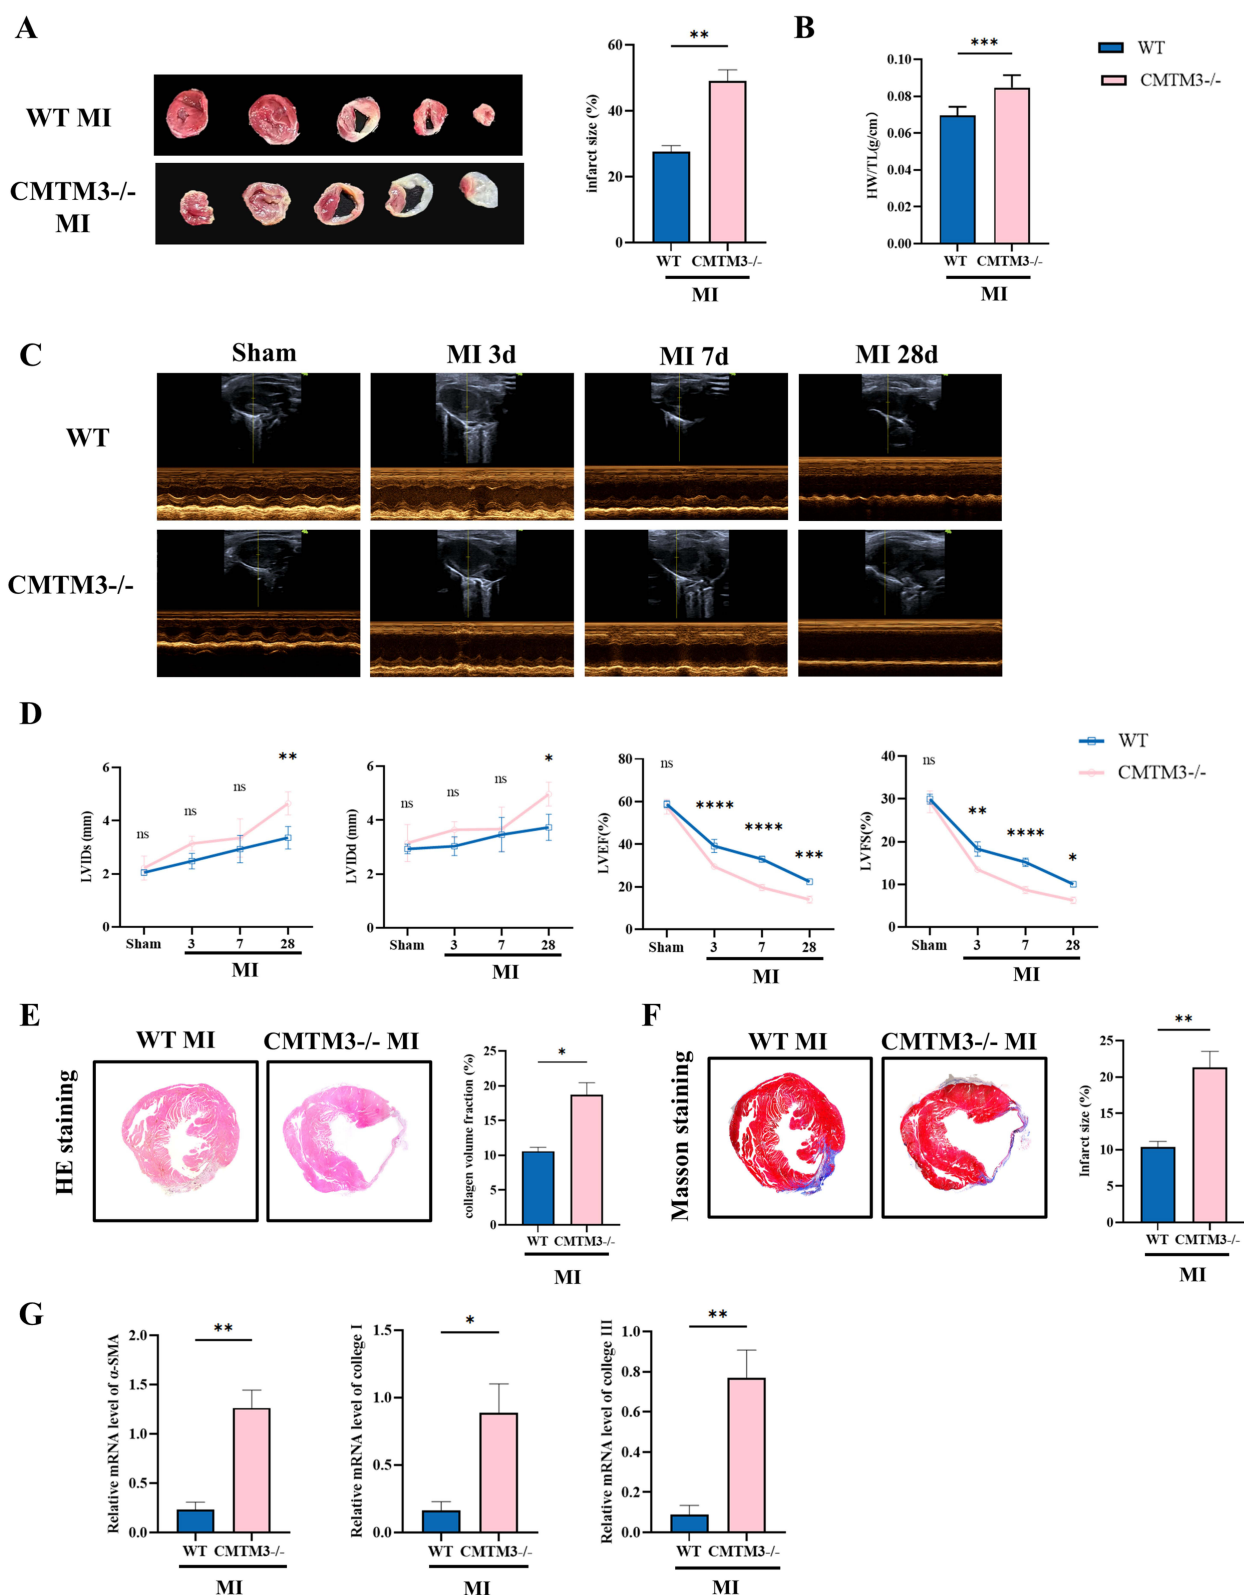 A
WT MI
CMTM3-/-
MI
infarct size (%)
60
40
20
0
**
WT CMTM3-/-
MI
B
HW/TL(g/cm)
0.10
0.08
0.06
0.04
0.02
0.00
***
WT CMTM3-/-
MI
WT
CMTM3-/-
C
Sham MI 3d MI 7d MI 28d
WT
CMTM3-/-
D
LVIDs (mm)
6
4
2
0
ns
ns
ns
**
Sham 3 7 28
MI
LVIDd (mm)
6
4
2
0
ns
ns
ns
*
Sham 3 7 28
MI
LVEF(%)
80
60
40
20
0
ns
****
****
***
Sham 3 7 28
MI
LVFS(%)
40
30
20
10
0
ns
**
****
*
Sham 3 7 28
MI
WT
CMTM3-/-
E
WT MI CMTM3-/- MI
HE staining
collagen volume fraction (%)
25
20
15
10
5
0
*
WT CMTM3-/-
MI
F
WT MI CMTM3-/- MI
Masson staining
Infarct size (%)
25
20
15
10
5
0
**
WT CMTM3-/-
MI
G
Relative mRNA level of α-SMA
2.0
1.5
1.0
0.5
0.0
**
WT CMTM3-/-
MI
Relative mRNA level of college I
1.5
1.0
0.5
0.0
*
WT CMTM3-/-
MI
Relative mRNA level of college III
1.0
0.8
0.6
0.4
0.2
0.0
**
WT CMTM3-/-
MI